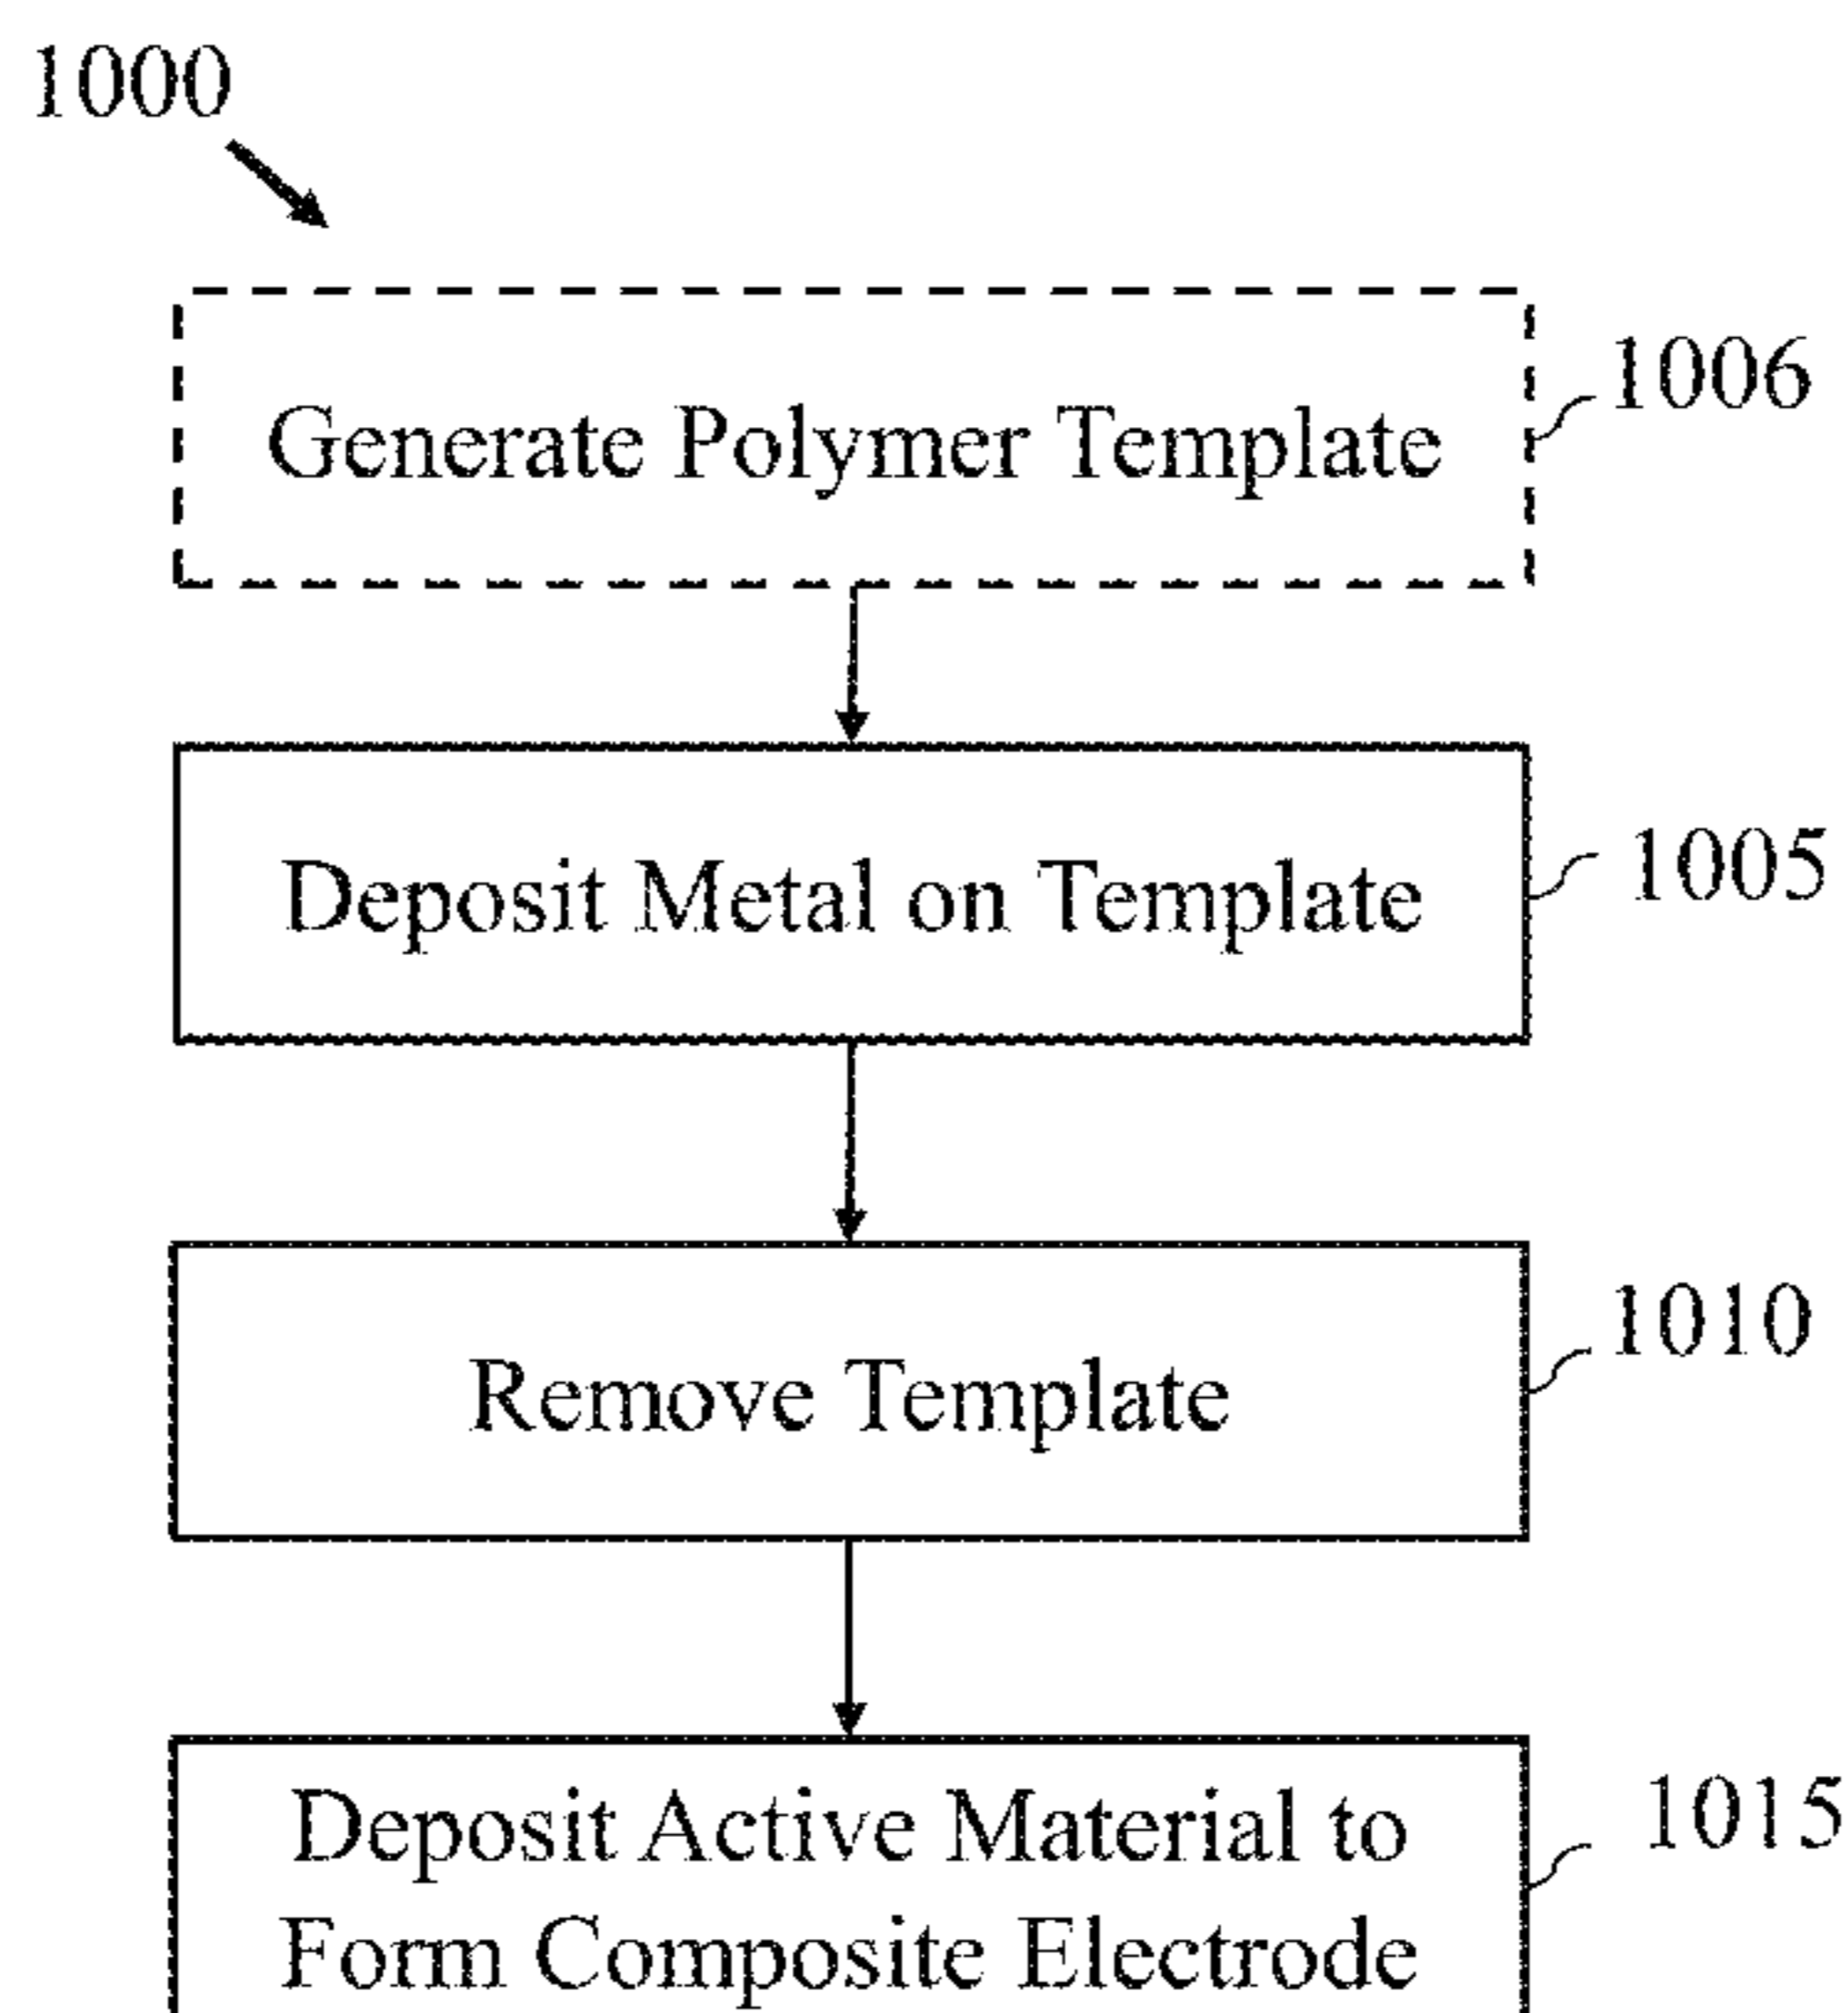 1000
Generate Polymer Template
1006
Deposit Metal on Template
1005
Remove Template
1010
Deposit Active Material to
Form Composite Electrode
1015